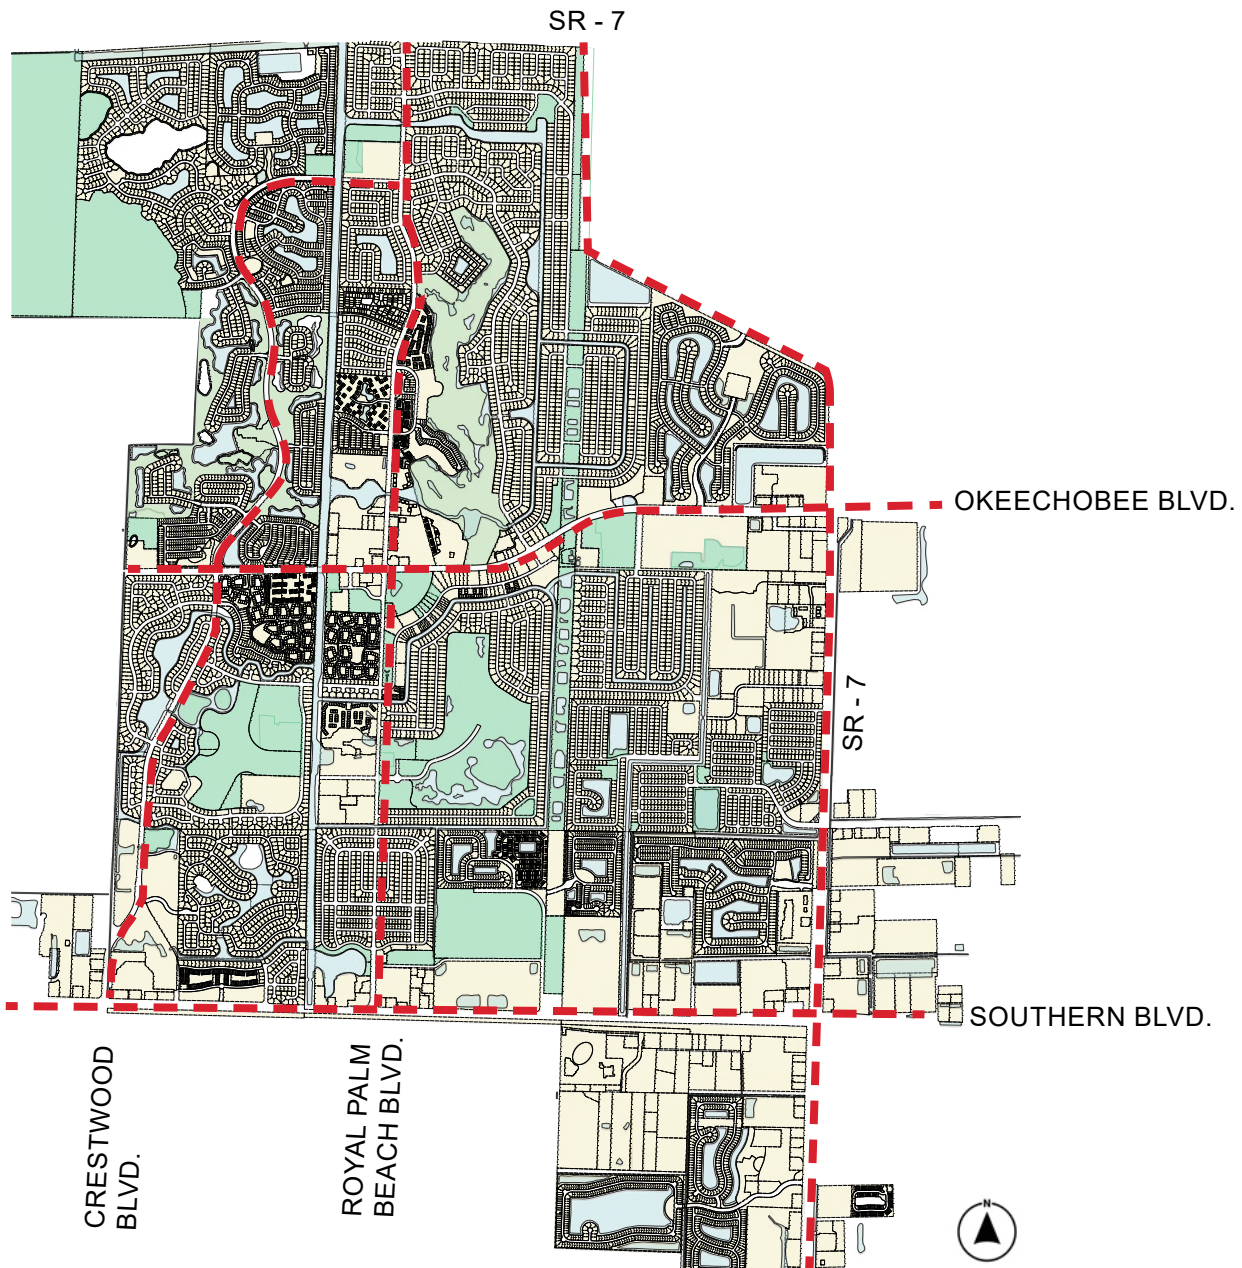 SR - 7
OKEECHOBEE BLVD.
SR - 7
SOUTHERN BLVD.
CRESTWOOD
BLVD.
ROYAL PALM
BEACH BLVD.
N